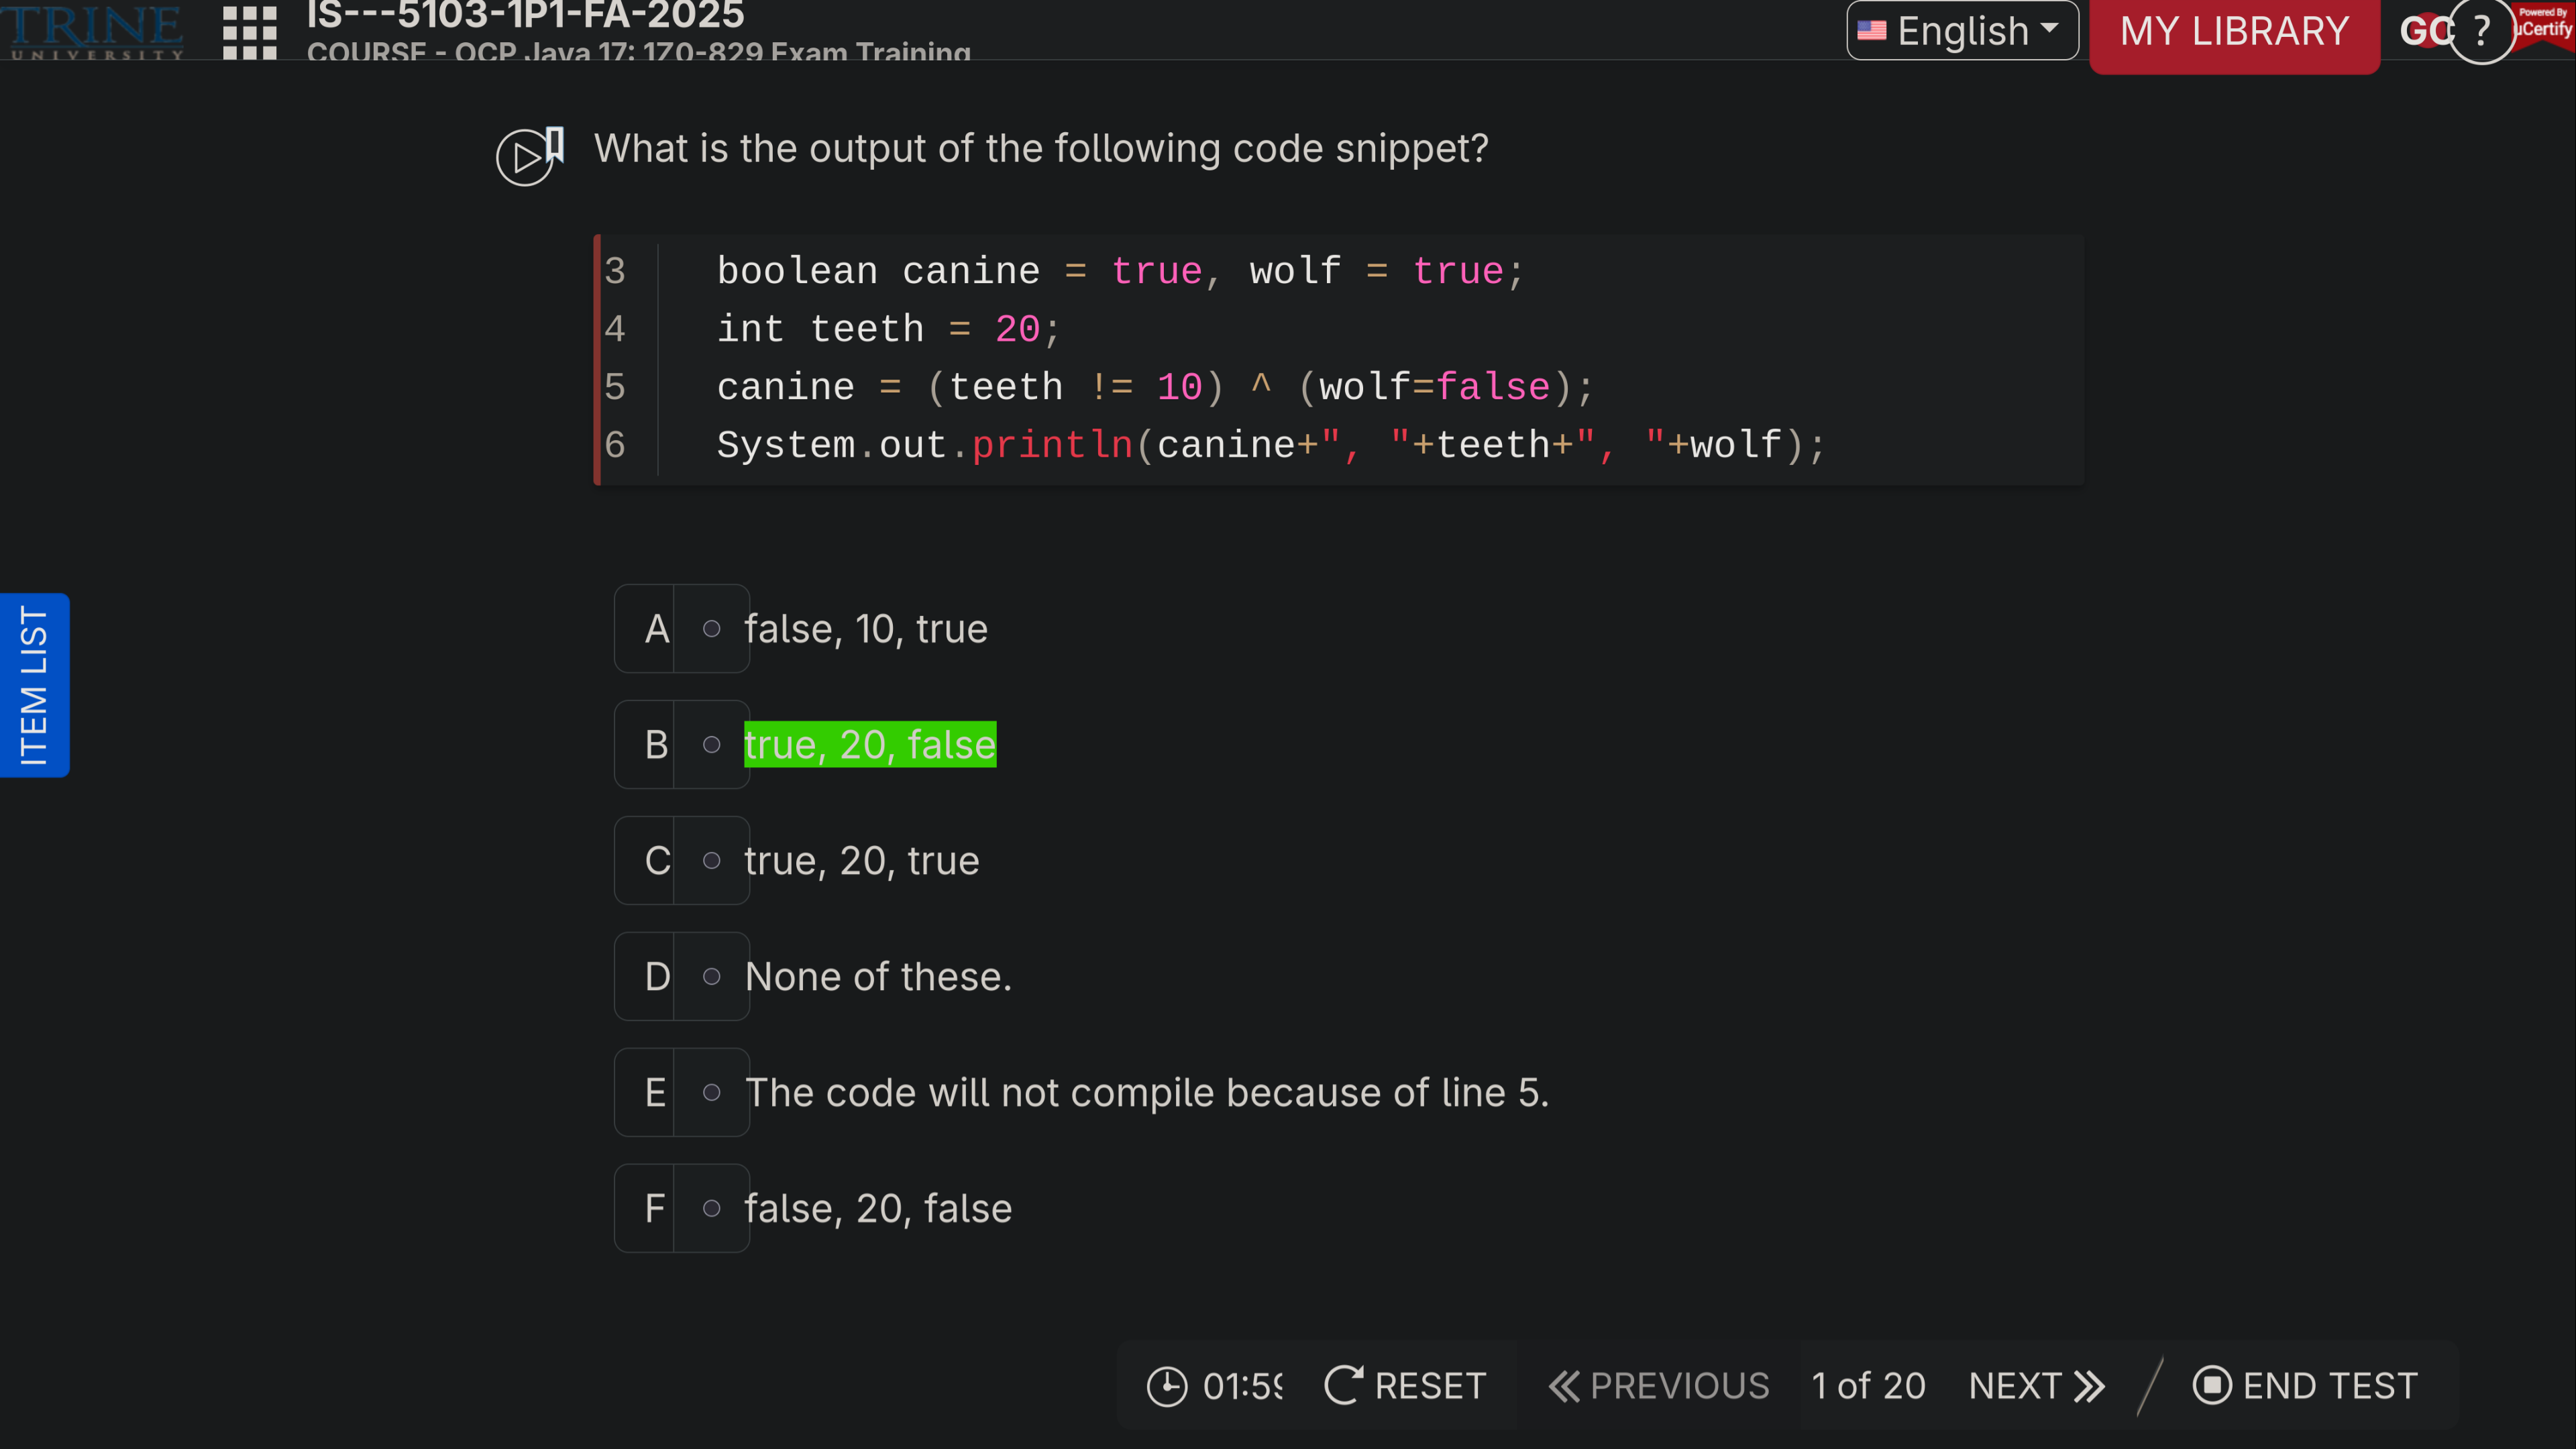 TRINE
UNIVERSITY
IS---5103-1P1-FA-2025
COURSE - OCP Java 17: 1Z0-829 Exam Training
English
MY LIBRARY
GC
?
Powered By
uCertify
What is the output of the following code snippet?
3 boolean canine = true, wolf = true;
4 int teeth = 20;
5 canine = (teeth != 10) ^ (wolf=false);
6 System.out.println(canine+", "+teeth+", "+wolf);
ITEM LIST
A false, 10, true
B true, 20, false
C true, 20, true
D None of these.
E The code will not compile because of line 5.
F false, 20, false
01:59 RESET PREVIOUS 1 of 20 NEXT END TEST